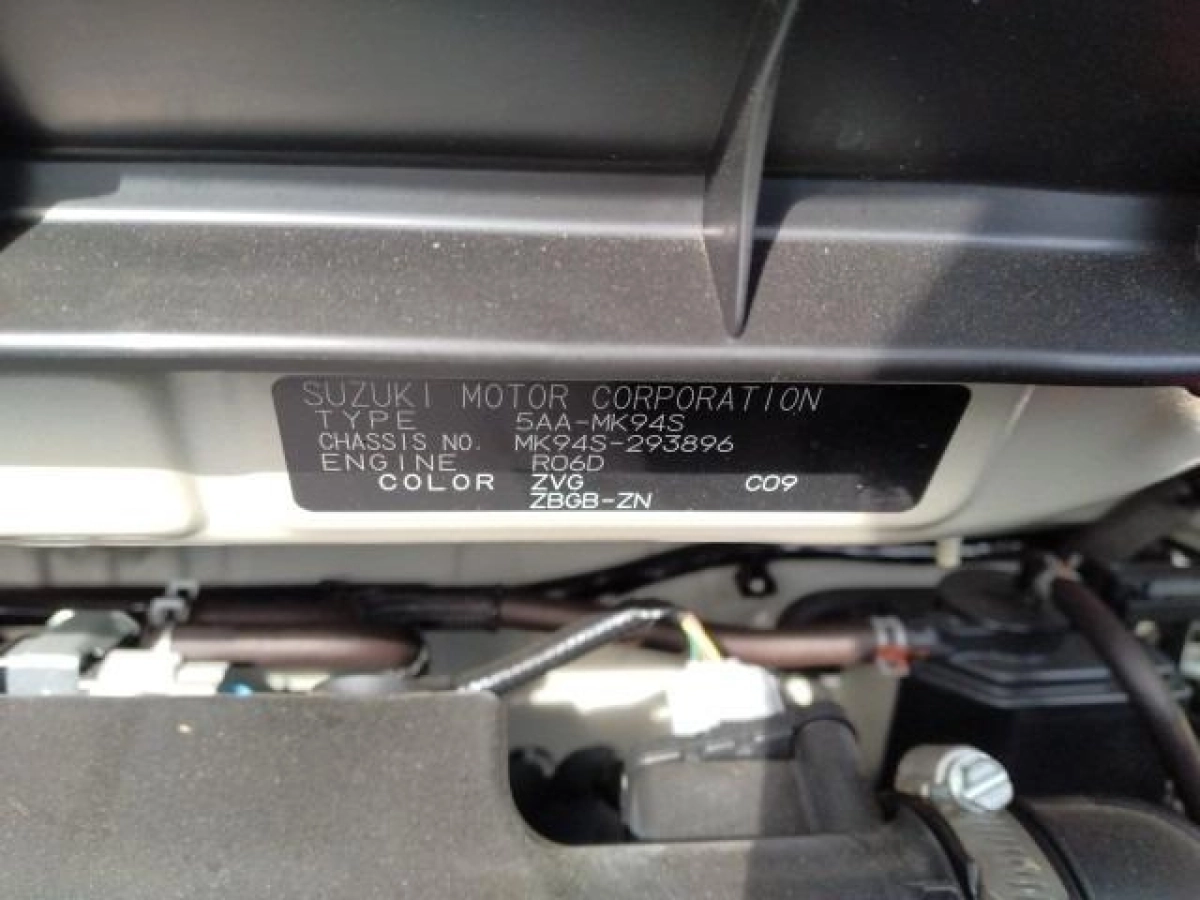 SUZUKI MOTOR CORPORATION
TYPE 5AA-MK94S
CHASSIS NO. MK94S-293896
ENGINE R06D
COLOR ZVG C09
ZBGB-ZN